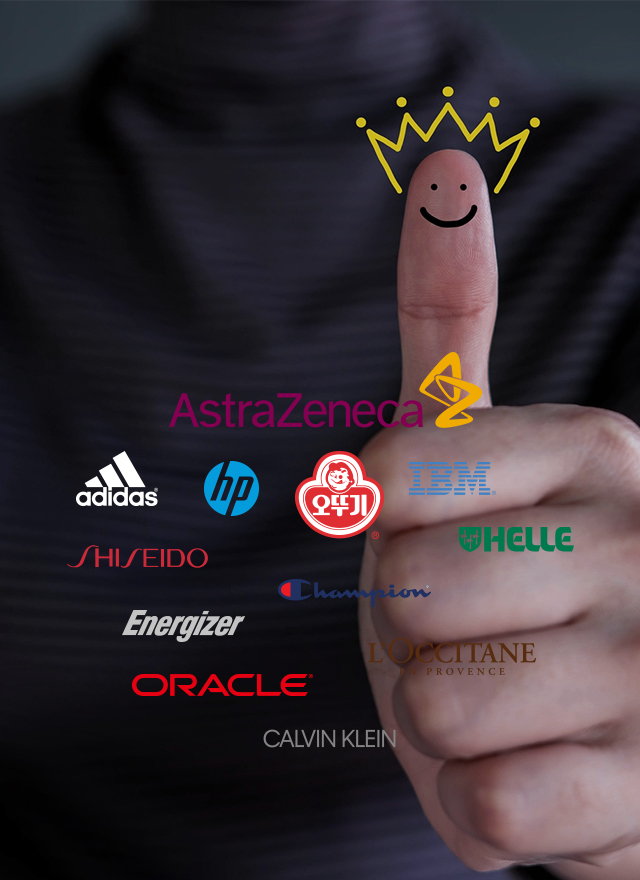 AstraZeneca
adidas
hp
오뚜기
IBM
HELLE
SHISEIDO
Champion
Energizer
L'OCCITANE
EN PROVENCE
ORACLE
CALVIN KLEIN